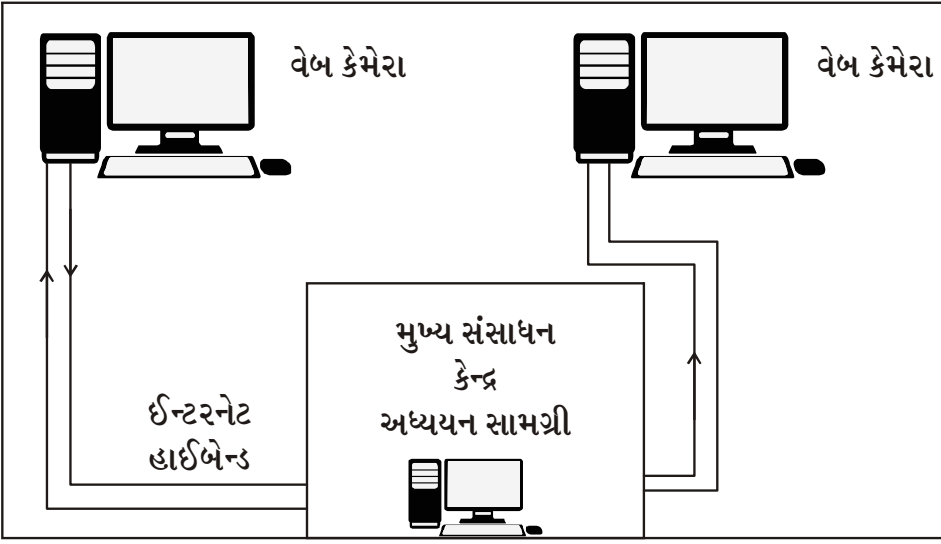 વેબ કેમેરા
વેબ કેમેરા
મુખ્ય સંસાધન
કેન્દ્ર
અધ્યયન સામગ્રી
ઈન્ટરનેટ
હાઈબેન્ડ